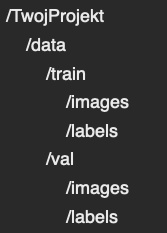 /TwojProjekt
/data
/train
/images
/labels
/val
/images
/labels